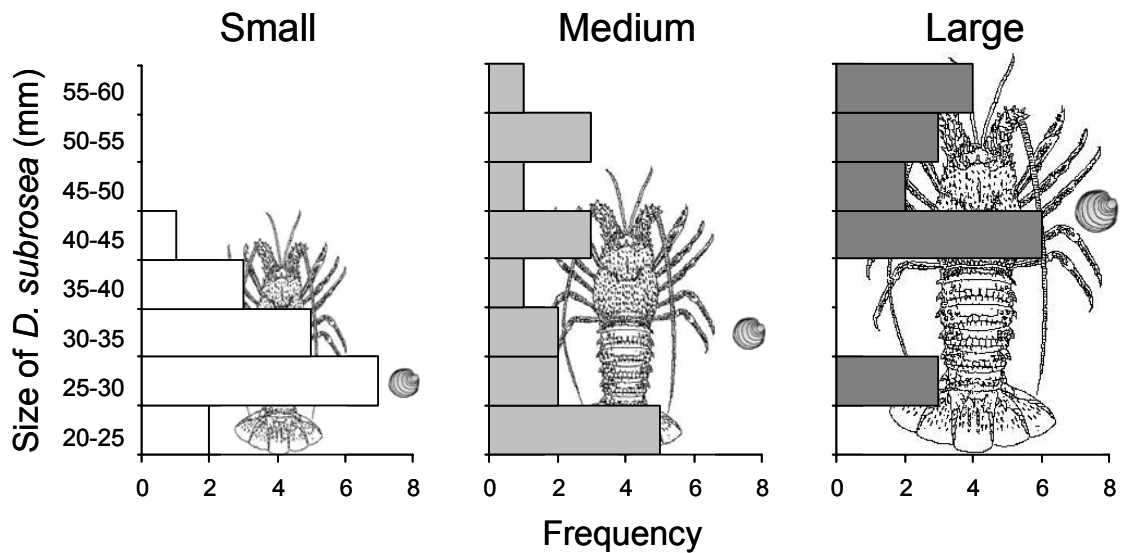 Small Medium Large
Size of D. subrosea (mm)
55-60
50-55
45-50
40-45
35-40
30-35
25-30
20-25
0 2 4 6 8 0 2 4 6 8 0 2 4 6 8
Frequency